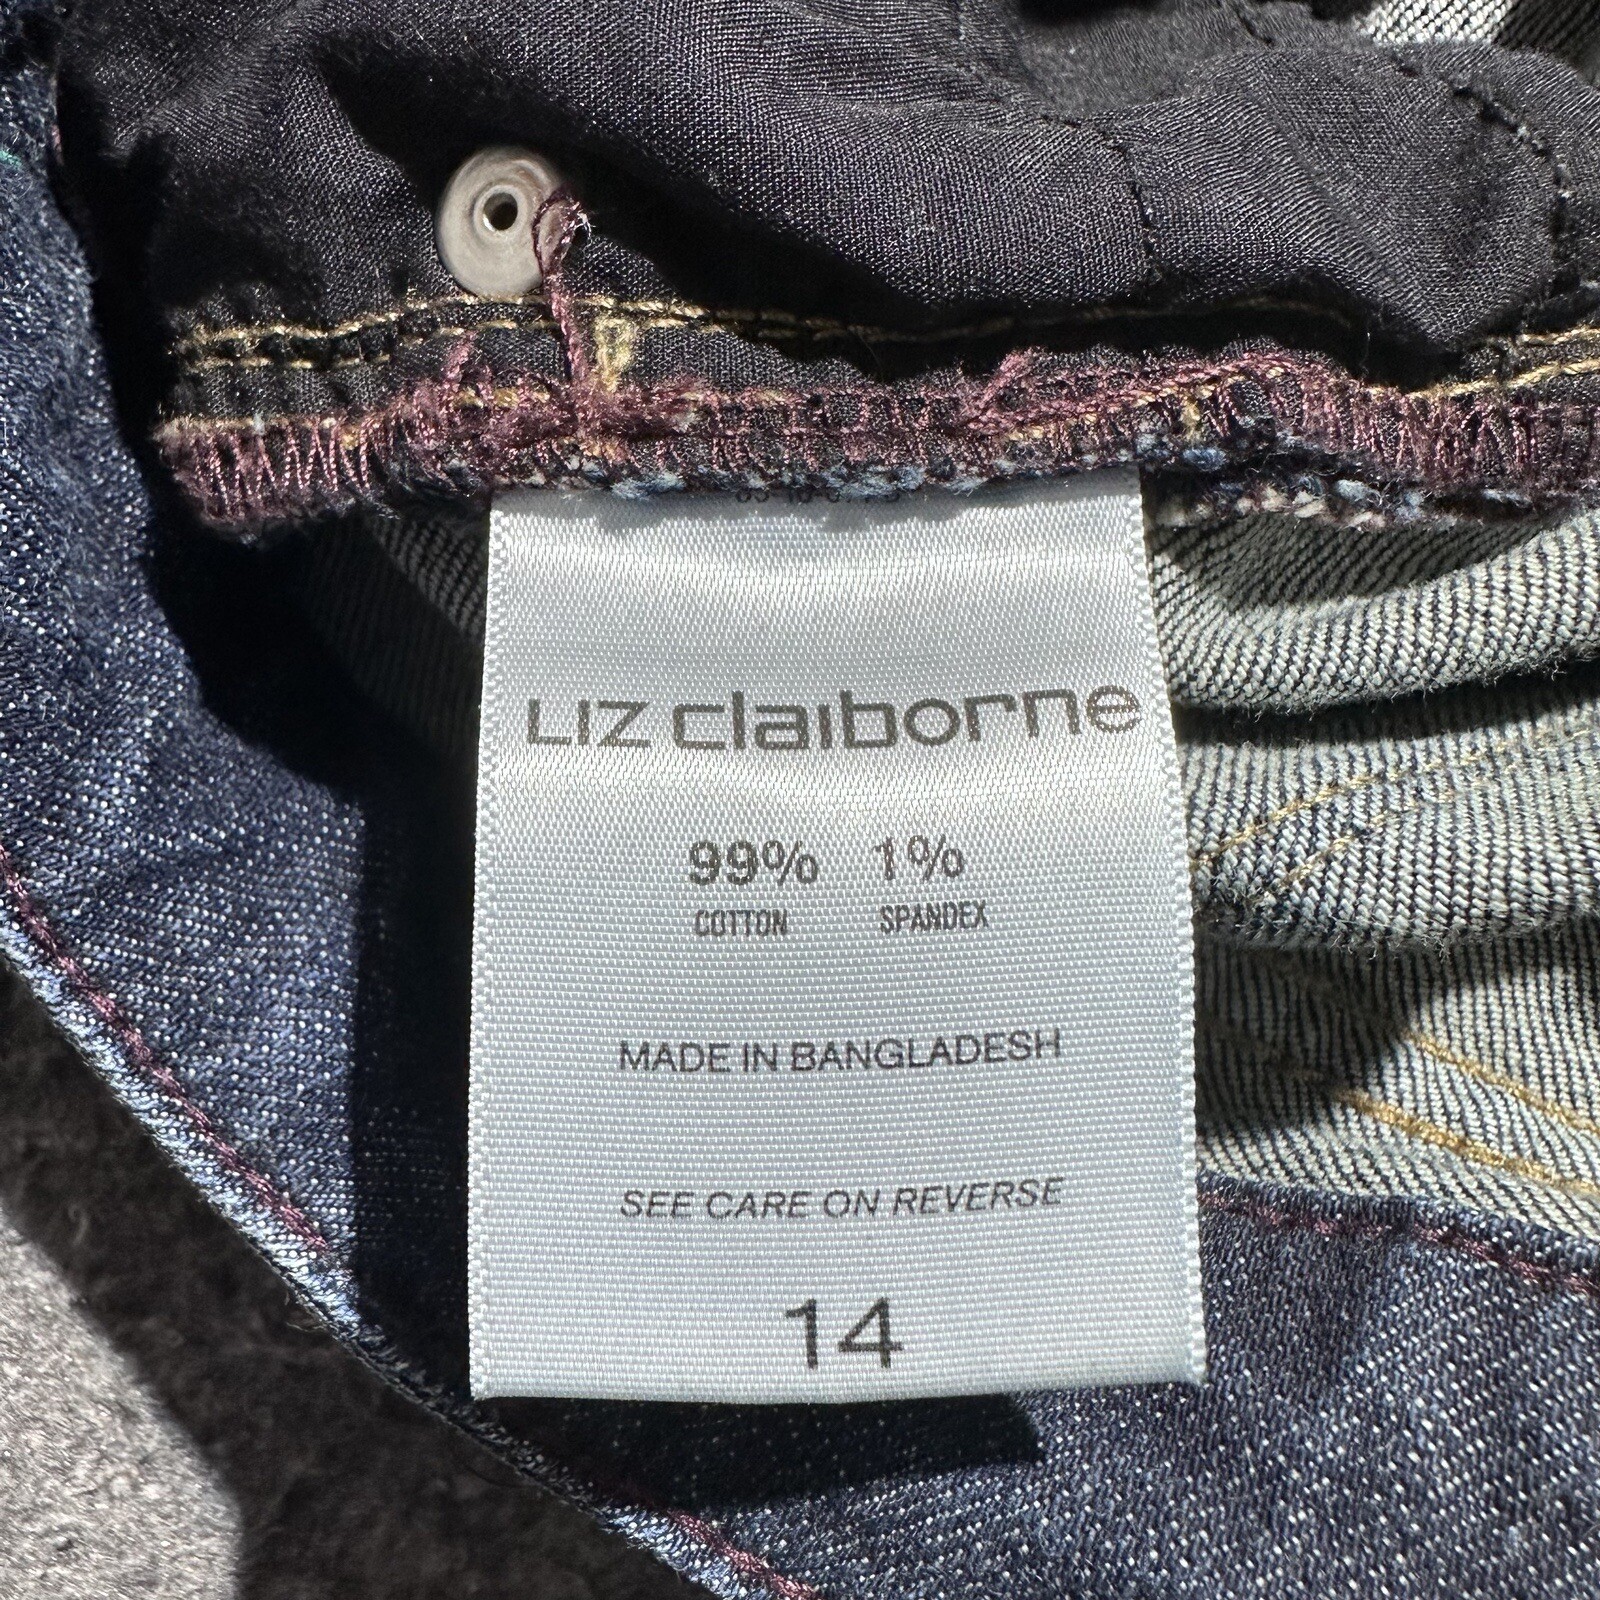 LIZ claiborne
99% 1%
COTTON SPANDEX
MADE IN BANGLADESH
SEE CARE ON REVERSE
14